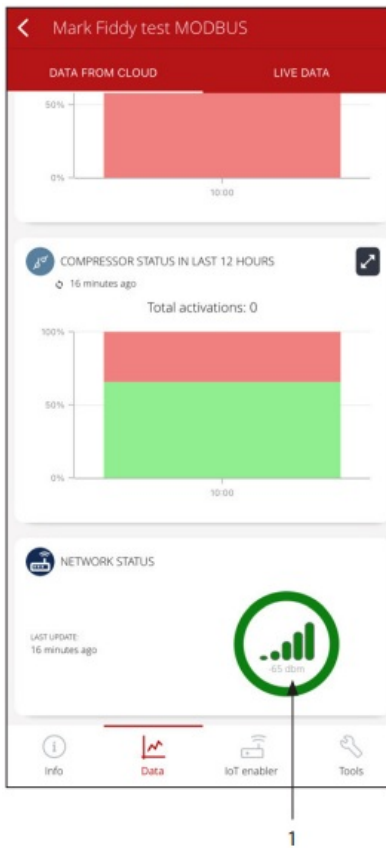 Mark Fiddy test MODBUS
DATA FROM CLOUD LIVE DATA
50%
0%
10:00
COMPRESSOR STATUS IN LAST 12 HOURS
16 minutes ago
Total activations: 0
100%
50%
0%
10:00
NETWORK STATUS
LAST UPDATE:
16 minutes ago
-65 dbm
Info Data IoT enabler Tools
1